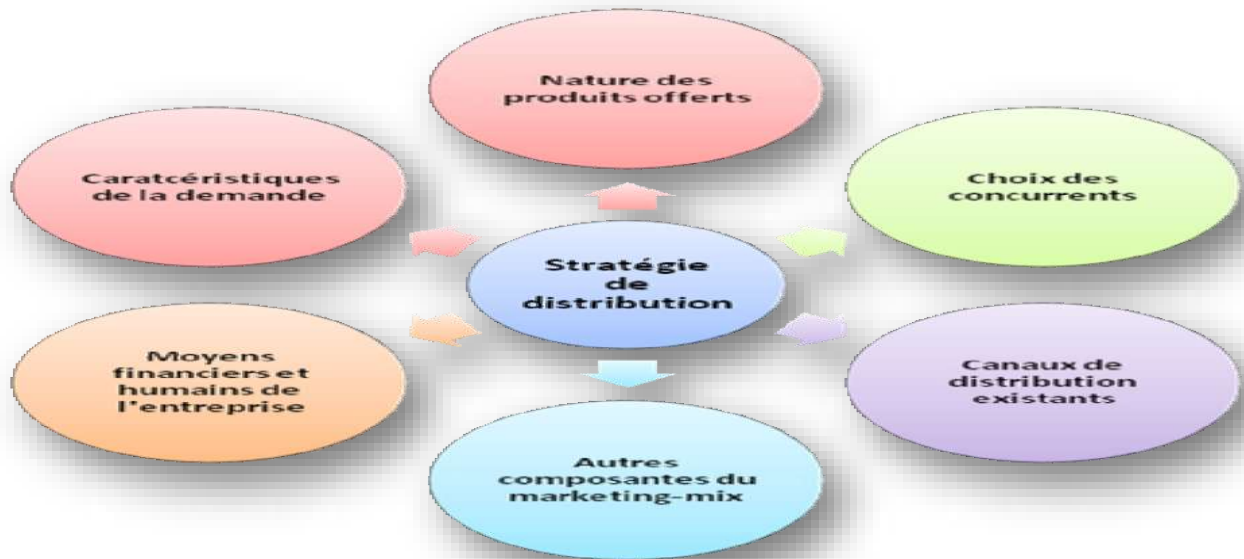 Nature des
produits offerts
Caratcéristiques
de la demande
Choix des
concurrents
Stratégie
de
distribution
Moyens
financiers et
humains de
l'entreprise
Canaux de
distribution
existants
Autres
composantes du
marketing-mix